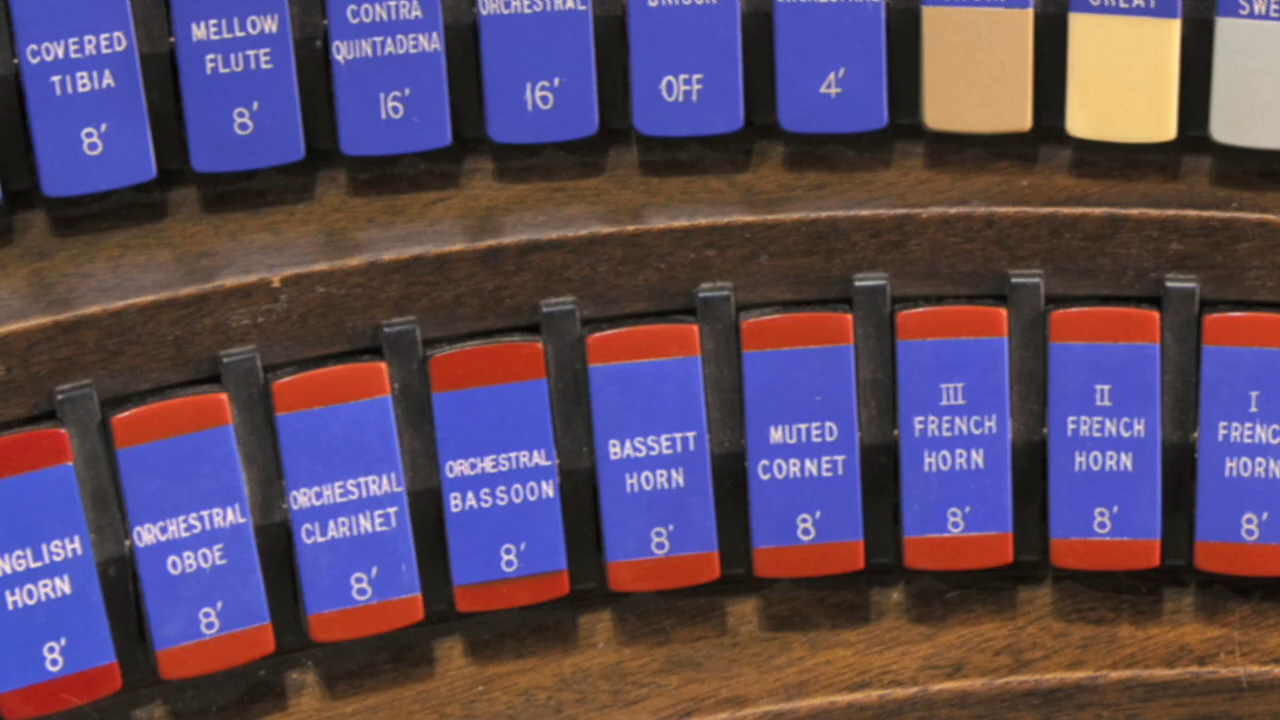 COVERED
TIBIA
8′
MELLOW
FLUTE
8′
CONTRA
QUINTADENA
16′
ORCHESTRAL
16′
OFF
4′
GREAT
SWE
NGLISH
HORN
8′
ORCHESTRAL
OBOE
8′
ORCHESTRAL
CLARINET
8′
ORCHESTRAL
BASSOON
8′
BASSETT
HORN
8′
MUTED
CORNET
8′
III
FRENCH
HORN
8′
II
FRENCH
HORN
8′
I
FRENC
HORN
8′